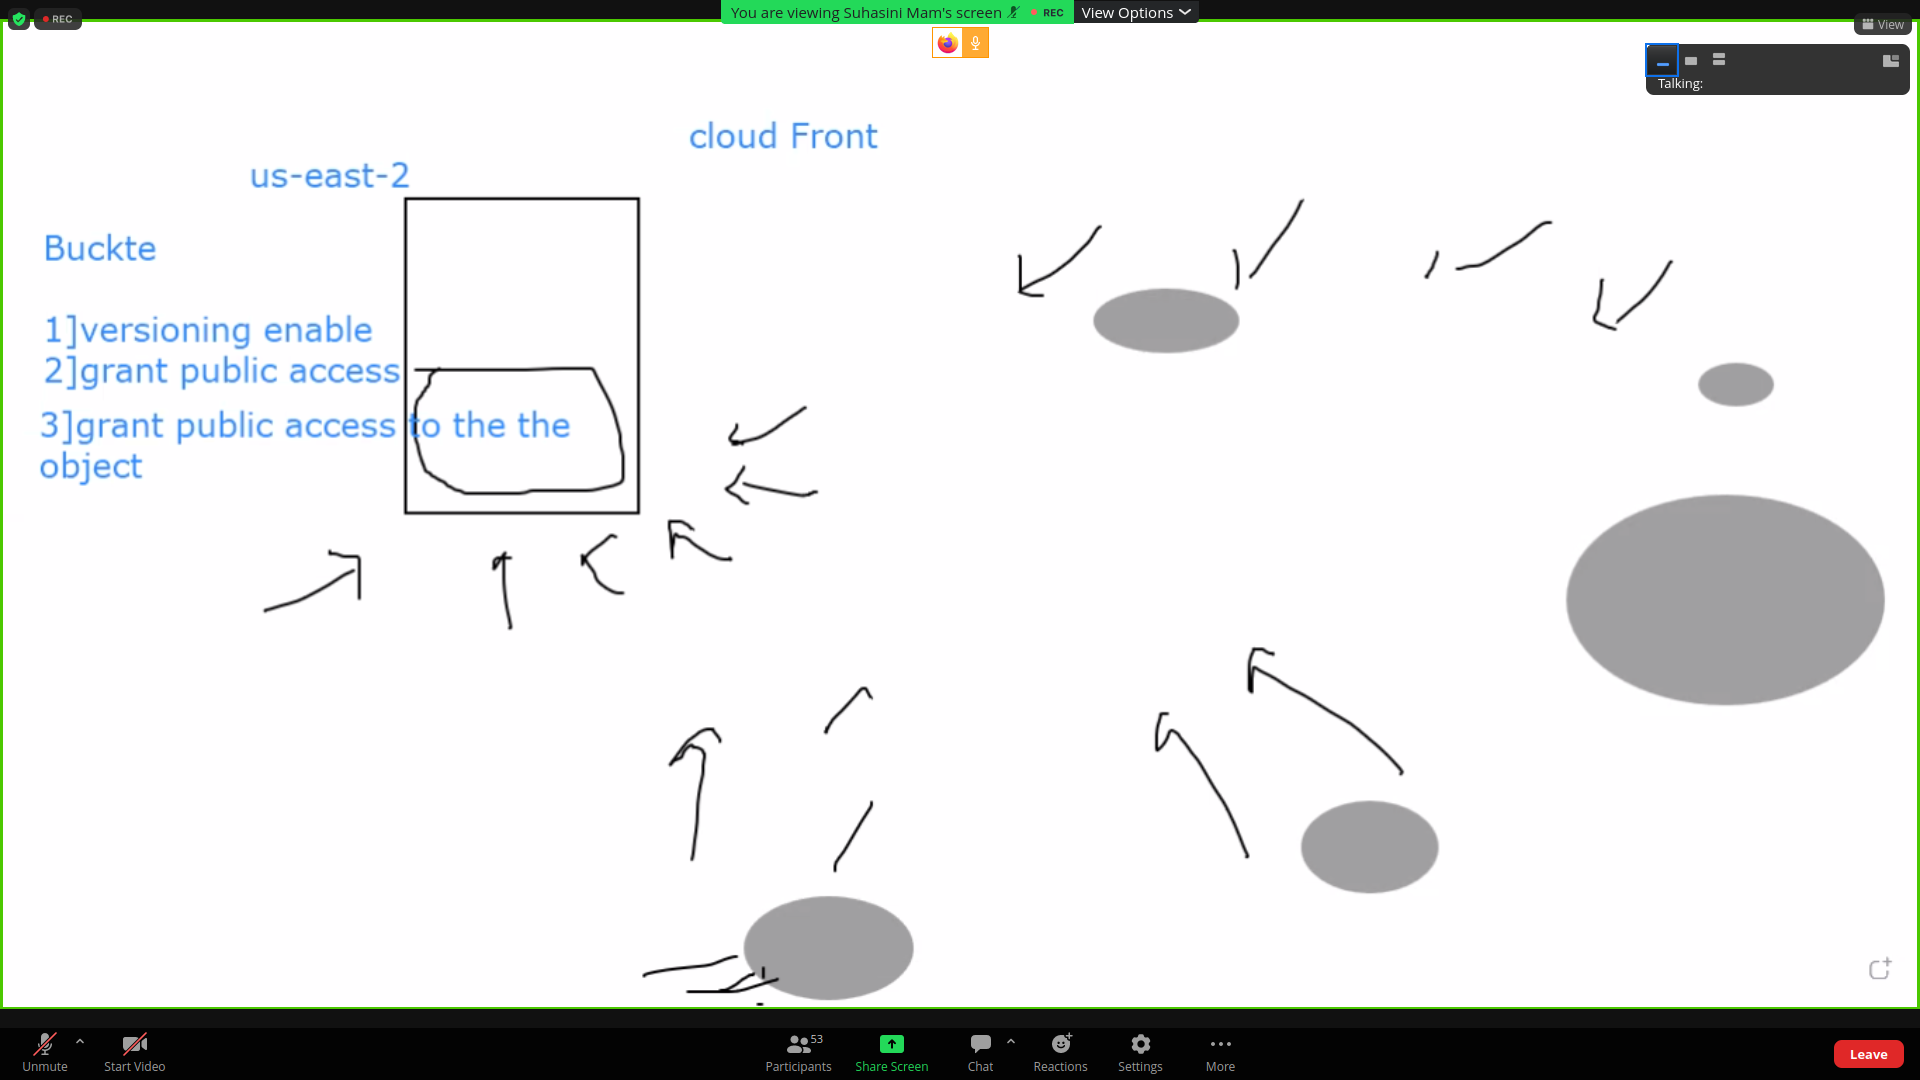 REC
You are viewing Suhasini Mam's screen
REC
View Options
View
Talking:
cloud Front
us-east-2
Buckte
1]versioning enable
2]grant public access
3]grant public access to the the
object
Unmute
Start Video
Participants
53
Share Screen
Chat
Reactions
Settings
More
Leave